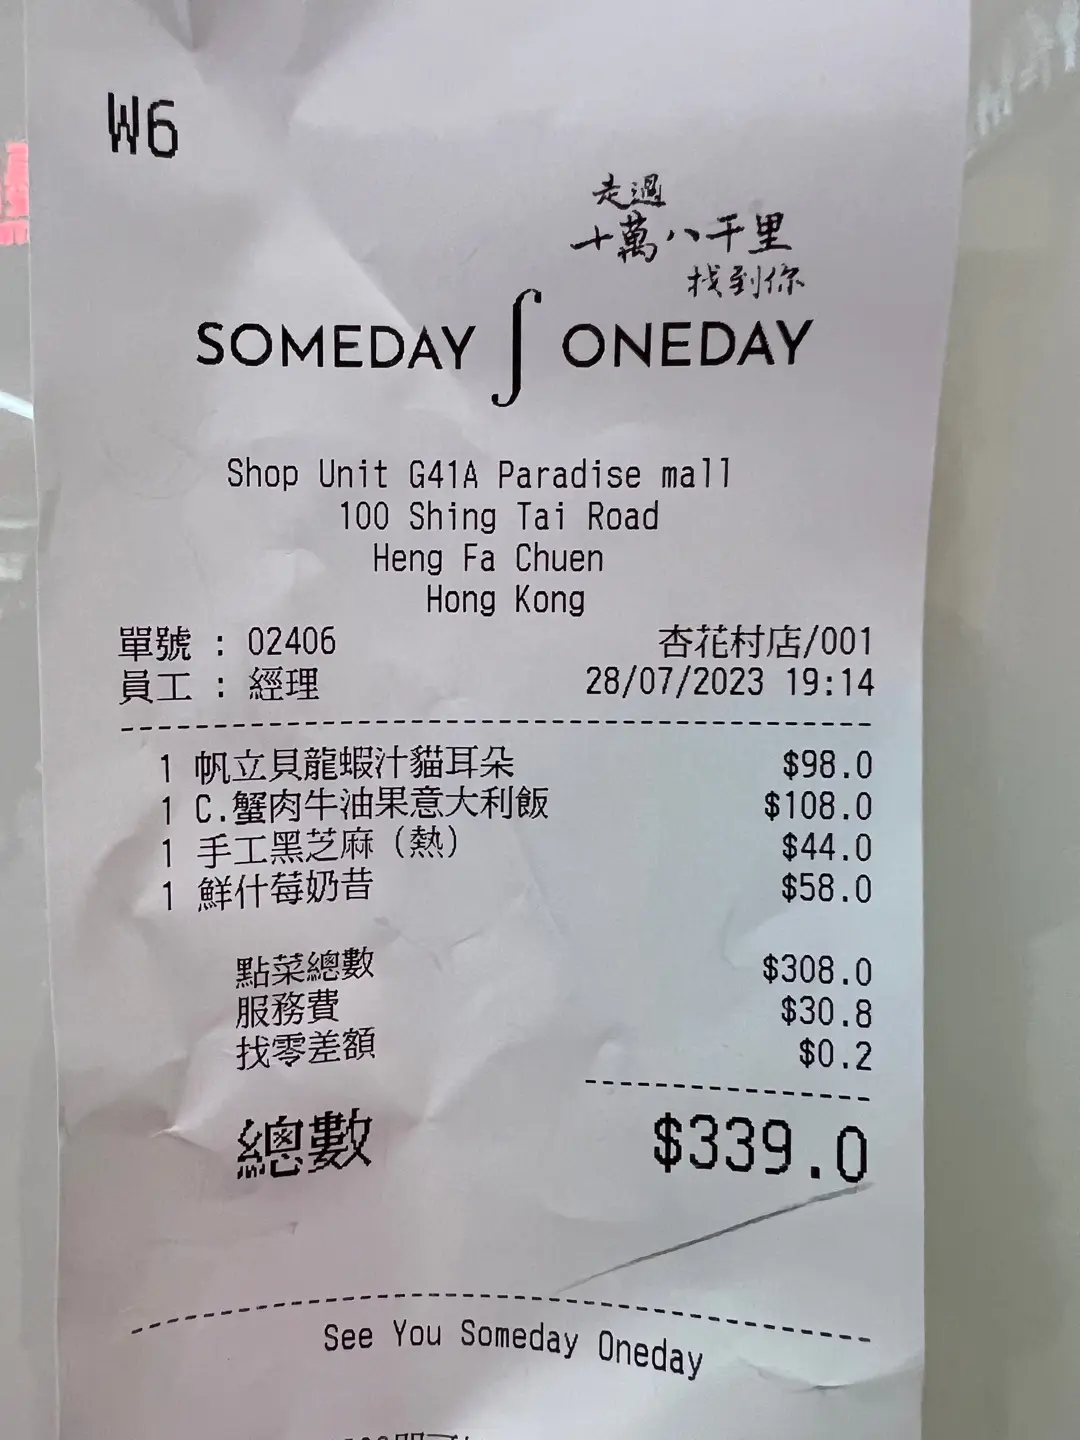 W6
走過
十萬八千里
找到你
SOMEDAY ∫ ONEDAY
Shop Unit G41A Paradise mall
100 Shing Tai Road
Heng Fa Chuen
Hong Kong
單號 : 02406 杏花村店/001
員工 : 經理 28/07/2023 19:14
1 帆立貝龍蝦汁貓耳朵 $98.0
1 C.蟹肉牛油果意大利飯 $108.0
1 手工黑芝麻（熱） $44.0
1 鮮什莓奶昔 $58.0
點菜總數 $308.0
服務費 $30.8
找零差額 $0.2
總數 $339.0
See You Someday Oneday